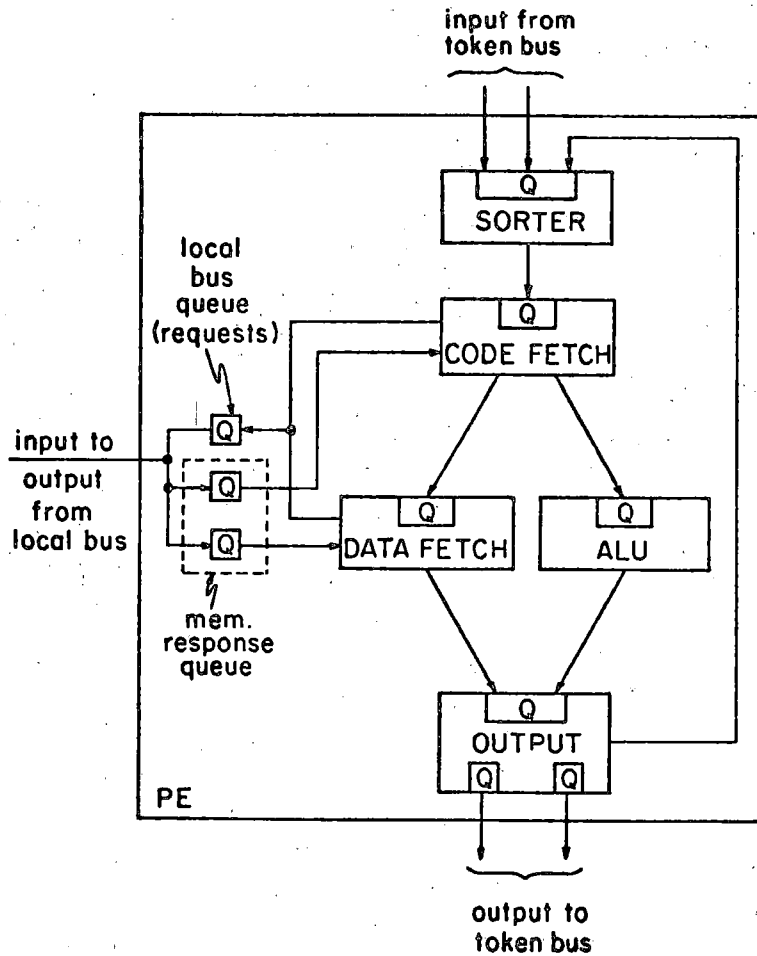 input from
token bus
Q
SORTER
local
bus
queue
(requests)
Q
CODE FETCH
Q
input to
output
from
local bus
Q
Q
mem.
response
queue
Q
DATA FETCH
Q
ALU
Q
OUTPUT
Q
Q
PE
output to
token bus